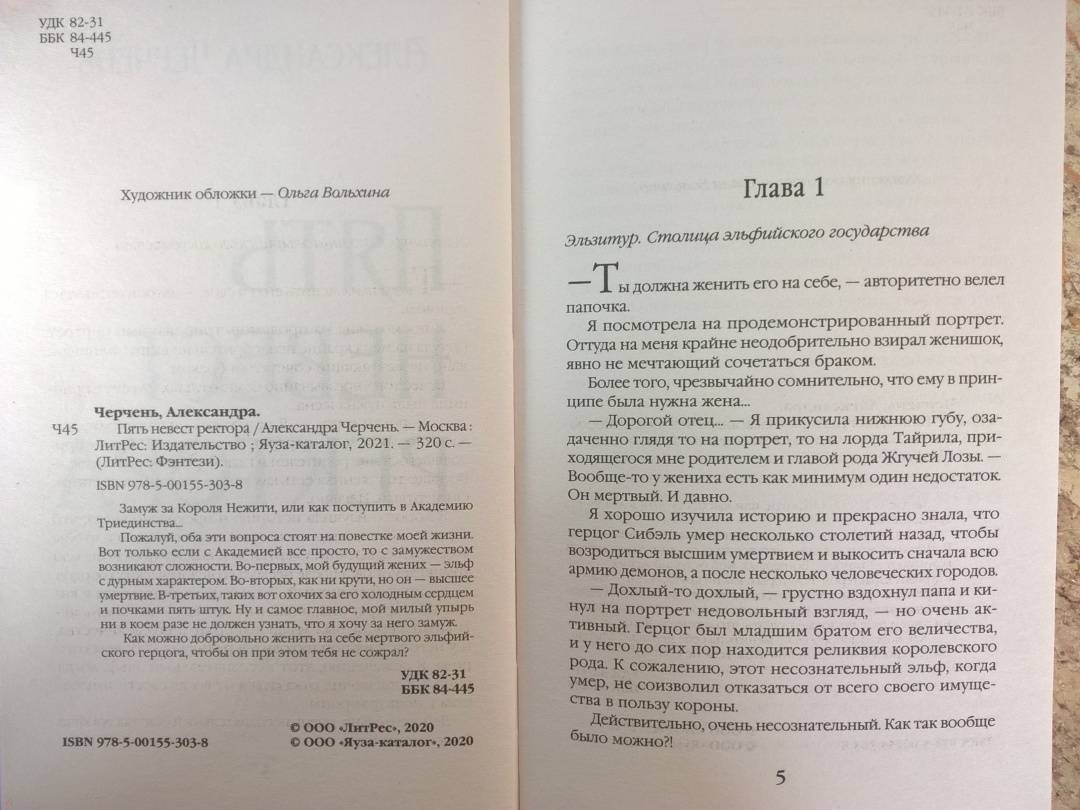 УДК 82-31
ББК 84-445
Ч45
Художник обложки — Ольга Вольхина
Черчень, Александра.
Ч45 Пять невест ректора / Александра Черчень. — Москва :
ЛитРес: Издательство ; Яуза-каталог, 2021. — 320 с. —
(ЛитРес: Фэнтези).
ISBN 978-5-00155-303-8
Замуж за Короля Нежити, или как поступить в Академию
Триединства...
Пожалуй, оба эти вопроса стоят на повестке моей жизни.
Вот только если с Академией все просто, то с замужеством
возникают сложности. Во-первых, мой будущий жених — эльф
с дурным характером. Во-вторых, как ни крути, но он — высшее
умертвие. В-третьих, таких вот охочих за его холодным сердцем
и почками пять штук. Ну и самое главное, мой милый упырь
ни в коем разе не должен узнать, что я хочу за него замуж.
Как можно добровольно женить на себе мертвого эльфий-
ского герцога, чтобы он при этом тебя не сожрал?
УДК 82-31
ББК 84-445
© ООО «ЛитРес», 2020
ISBN 978-5-00155-303-8 © ООО «Яуза-каталог», 2020
Глава 1
Эльзитур. Столица эльфийского государства
— Ты должна женить его на себе, — авторитетно велел
папочка.
Я посмотрела на продемонстрированный портрет.
Оттуда на меня крайне неодобрительно взирал женишок,
явно не мечтающий сочетаться браком.
Более того, чрезвычайно сомнительно, что ему в прин-
ципе была нужна жена...
— Дорогой отец... — Я прикусила нижнюю губу, оза-
даченно глядя то на портрет, то на лорда Тайрила, при-
ходящегося мне родителем и главой рода Жгучей Лозы. —
Вообще-то у жениха есть как минимум один недостаток.
Он мертвый. И давно.
Я хорошо изучила историю и прекрасно знала, что
герцог Сибэль умер несколько столетий назад, чтобы
возродиться высшим умертвием и выкосить сначала всю
армию демонов, а после несколько человеческих городов.
— Дохлый-то дохлый, — грустно вздохнул папа и ки-
нул на портрет недовольный взгляд, — но очень ак-
тивный. Герцог был младшим братом его величества,
и у него до сих пор находится реликвия королевского
рода. К сожалению, этот несознательный эльф, когда
умер, не соизволил отказаться от всего своего имуще-
ства в пользу короны.
Действительно, очень несознательный. Как так вообще
было можно?!
5